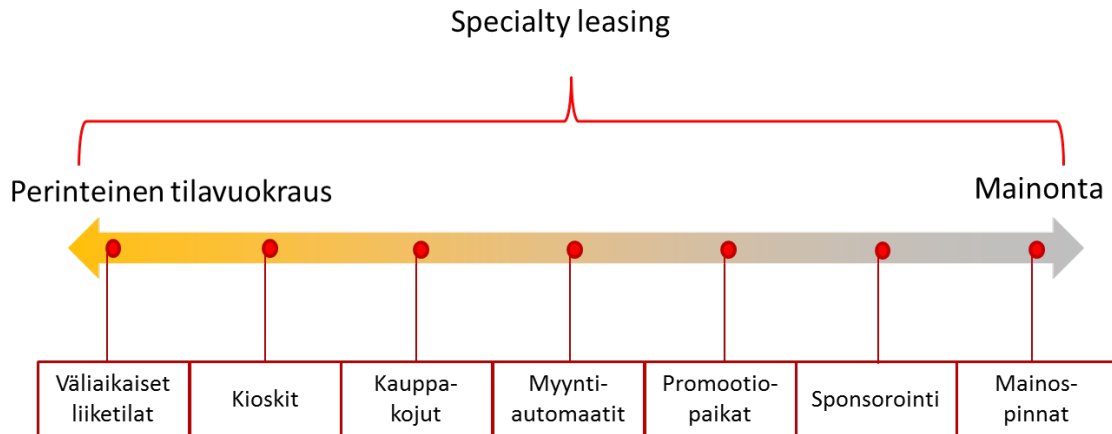 Specialty leasing
Perinteinen tilavuokraus
Mainonta
Väliaikaiset
liiketilat
Kioskit
Kauppa-
kojut
Myynti-
automaatit
Promootio-
paikat
Sponsorointi
Mainos-
pinnat